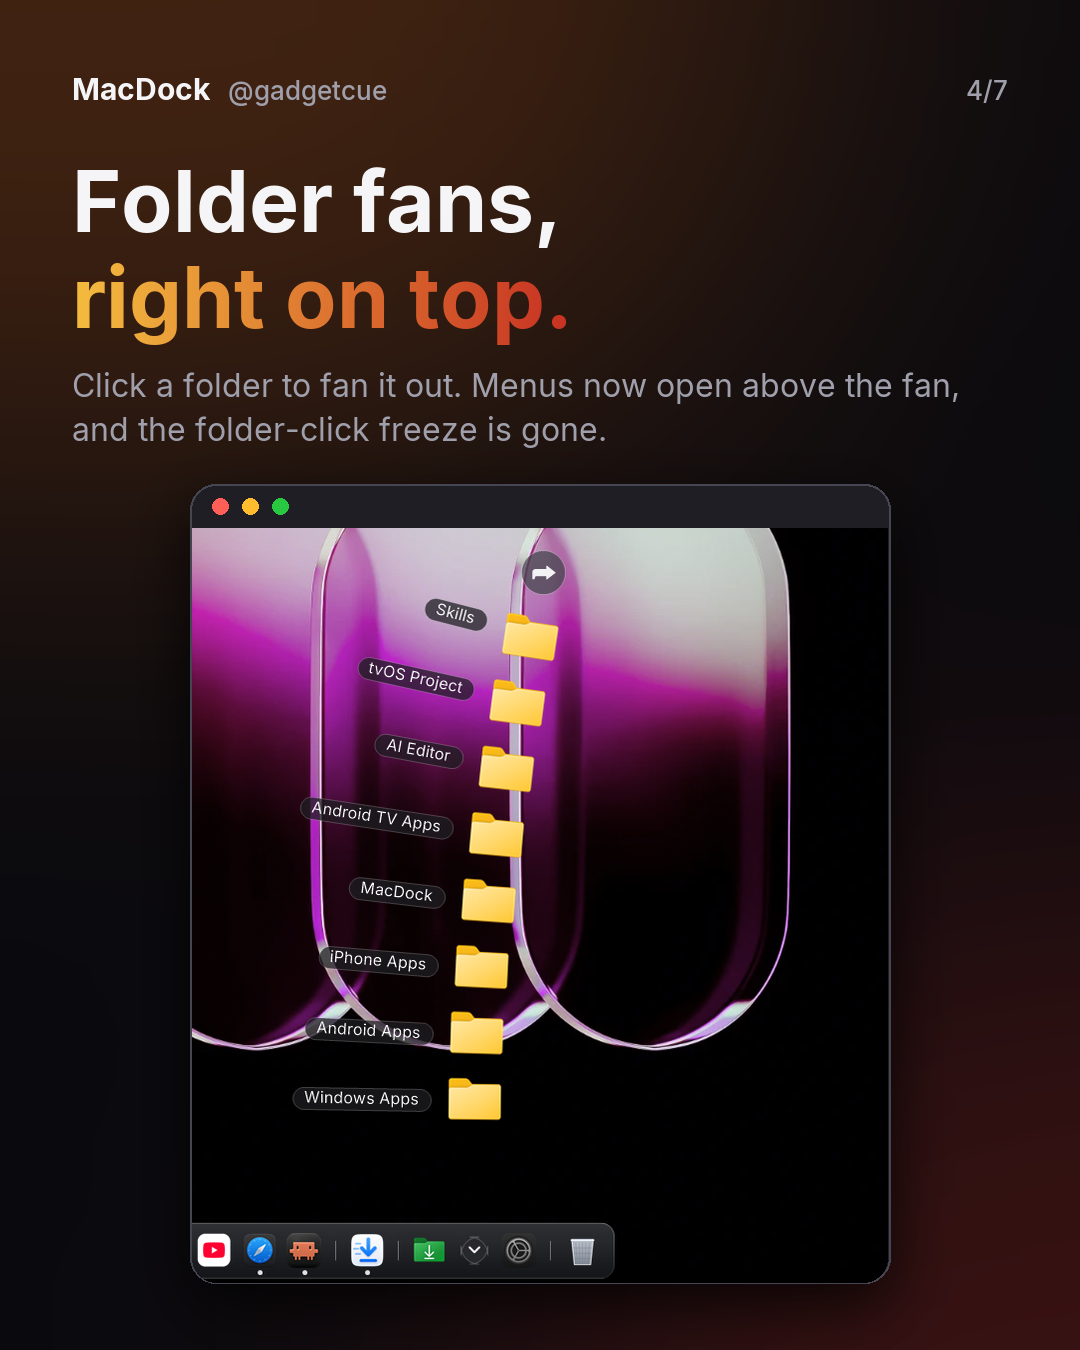 MacDock @gadgetcue 4/7
Folder fans,
right on top.
Click a folder to fan it out. Menus now open above the fan,
and the folder-click freeze is gone.
Skills
tvOS Project
AI Editor
Android TV Apps
MacDock
iPhone Apps
Android Apps
Windows Apps